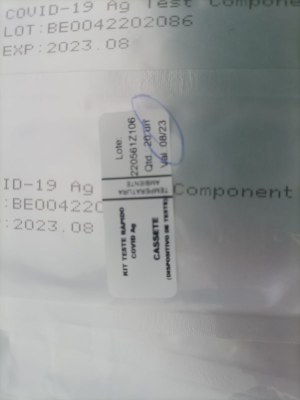 COVID-19 Ag Test Compone
LOT:BE0042202086
EXP:2023.08
ID-19 Ag
Component
:BE004220
:2023.08
Lote:
220561Z106
Qtd. 20 un
Val. 08/23
TEMPERATURA
AMBIENTE
KIT TESTE RÁPIDO
COVID Ag
CASSETE
(DISPOSITIVO DE TESTE)